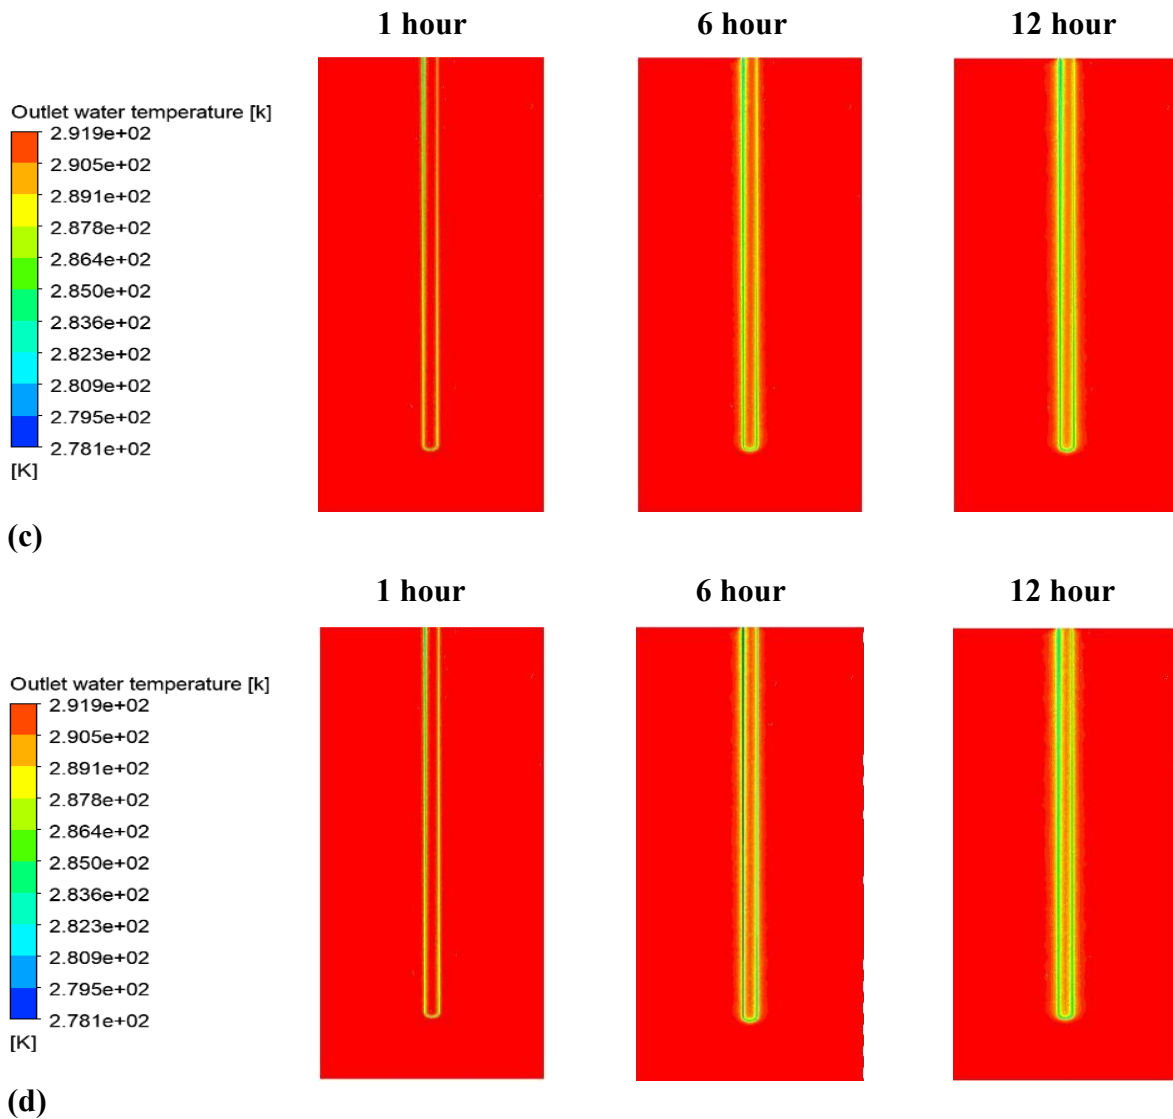 1 hour
6 hour
12 hour
Outlet water temperature [k]
2.919e+02
2.905e+02
2.891e+02
2.878e+02
2.864e+02
2.850e+02
2.836e+02
2.823e+02
2.809e+02
2.795e+02
2.781e+02
[K]
(c)
1 hour
6 hour
12 hour
Outlet water temperature [k]
2.919e+02
2.905e+02
2.891e+02
2.878e+02
2.864e+02
2.850e+02
2.836e+02
2.823e+02
2.809e+02
2.795e+02
2.781e+02
[K]
(d)